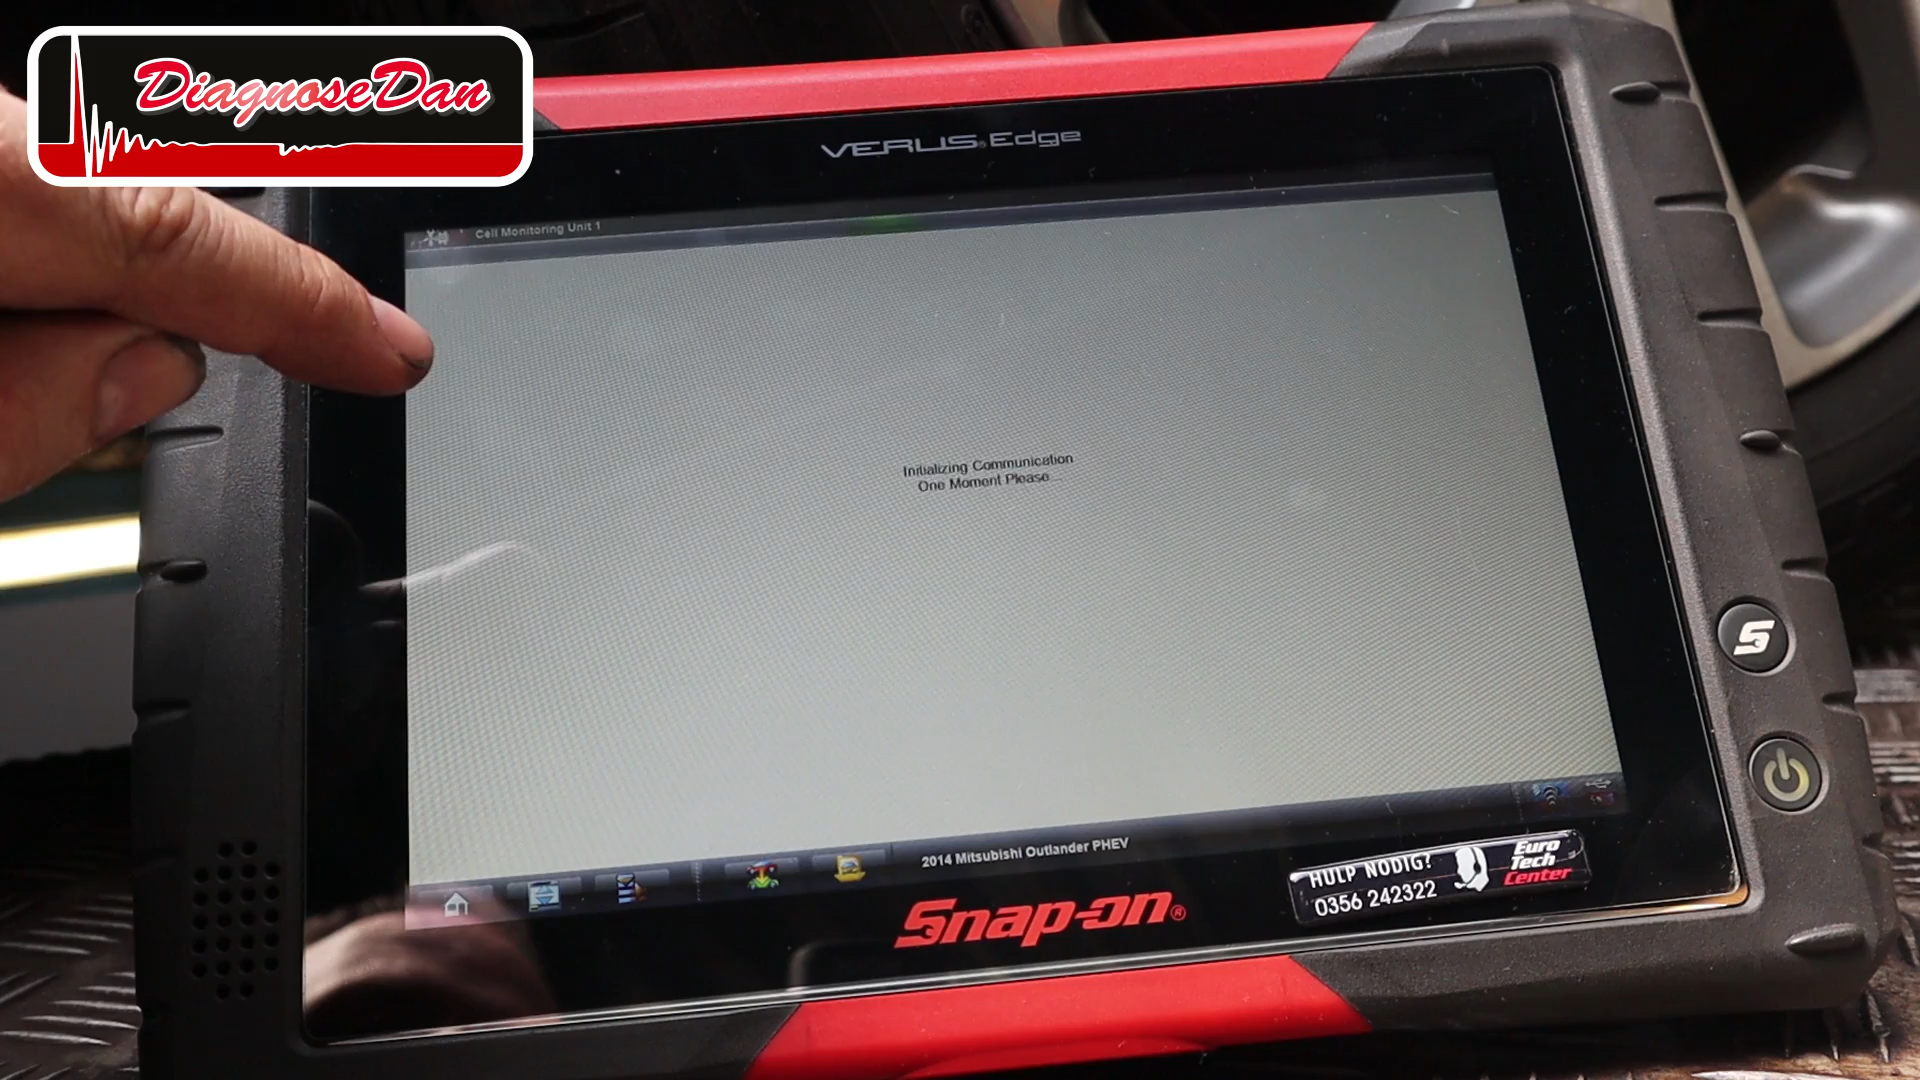 DiagnoseDan
VERUS Edge
Cell Monitoring Unit 1
Initializing Communication
One Moment Please...
2014 Mitsubishi Outlander PHEV
Snap-on®
HULP NODIG?
0356 242322
Euro
Tech
Center
S